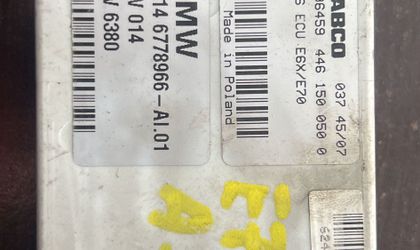 ABCO
037 45/07
446 150 050 0
ECU E6X/E70
Made in
Poland
MW
14 6778966-AI.01
V 014
V 6380